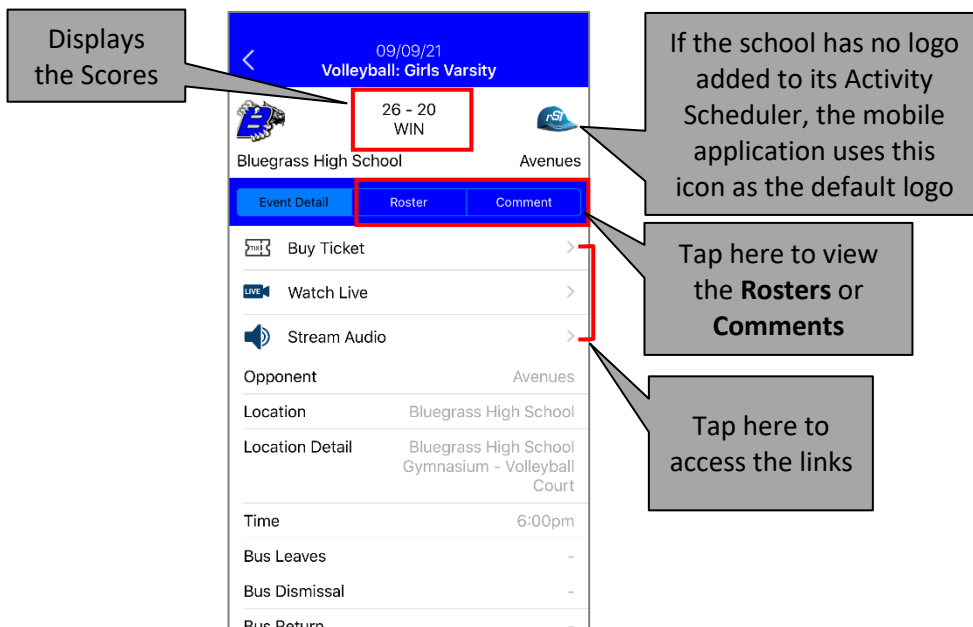 Displays
the Scores
09/09/21
Volleyball: Girls Varsity
26 - 20
WIN
B
rSt
Bluegrass High School
Avenues
If the school has no logo
added to its Activity
Scheduler, the mobile
application uses this
icon as the default logo
Event Detail
Roster
Comment
Tap here to view
the Rosters or
Comments
TIXT
Buy Ticket
LIVE
Watch Live
Stream Audio
Tap here to
access the links
Opponent
Avenues
Location
Bluegrass High School
Location Detail
Bluegrass High School
Gymnasium - Volleyball
Court
Time
6:00pm
Bus Leaves
-
Bus Dismissal
-
Bus Return
-